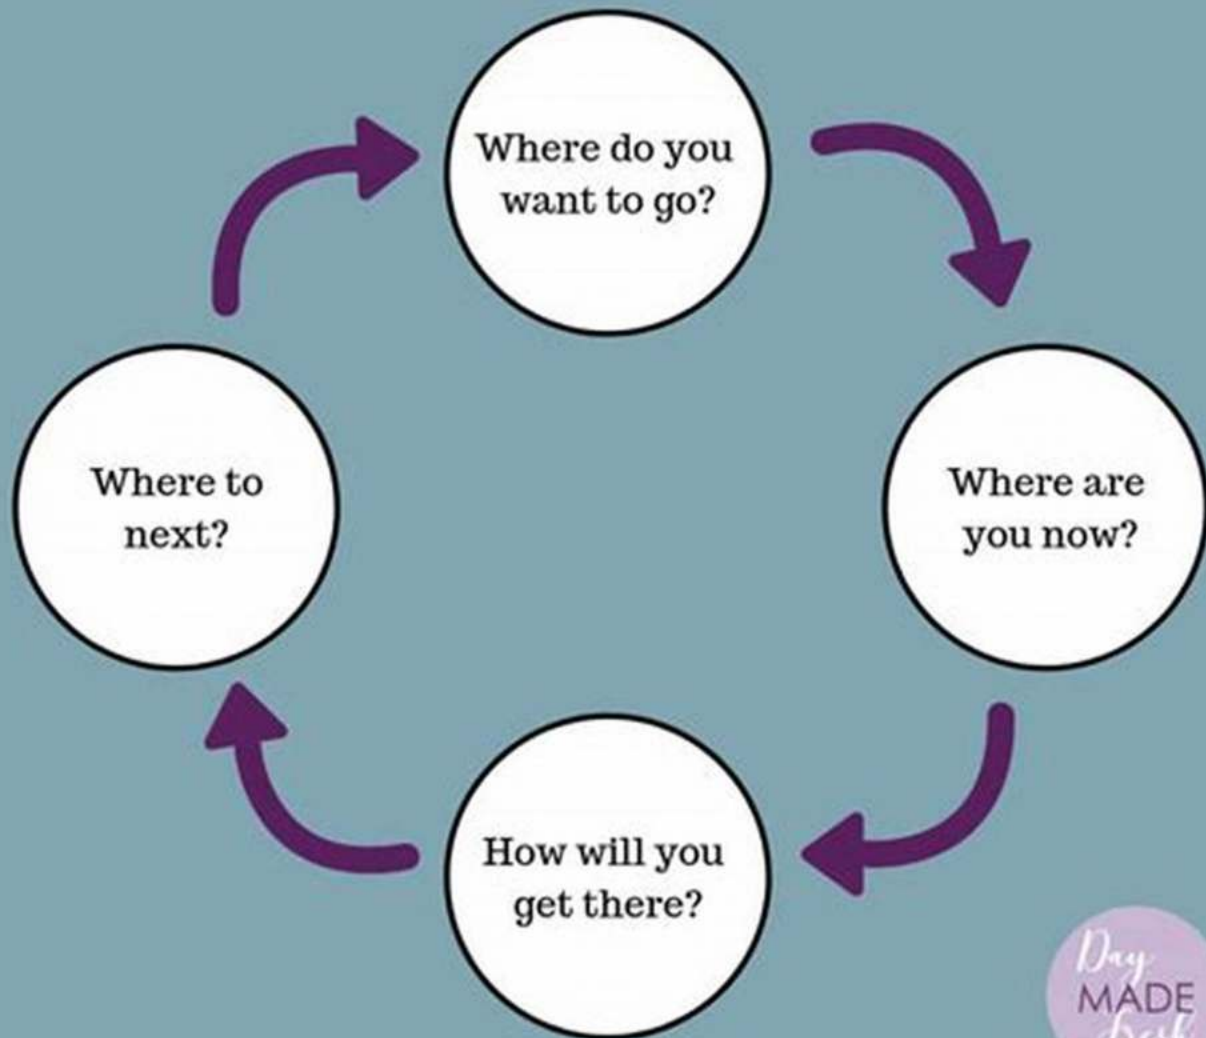 Where do you
want to go?
Where are
you now?
How will you
get there?
Where to
next?
Day
MADE